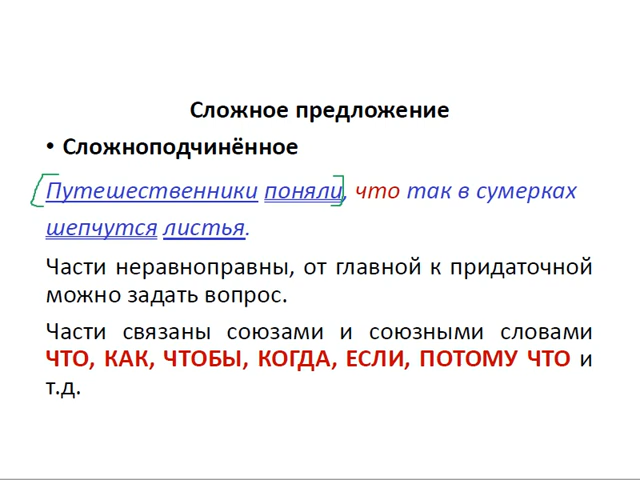 Сложное предложение
• Сложноподчинённое
Путешественники поняли, что так в сумерках
шепчутся листья.
Части неравноправны, от главной к придаточной
можно задать вопрос.
Части связаны союзами и союзными словами
ЧТО, КАК, ЧТОБЫ, КОГДА, ЕСЛИ, ПОТОМУ ЧТО и
т.д.